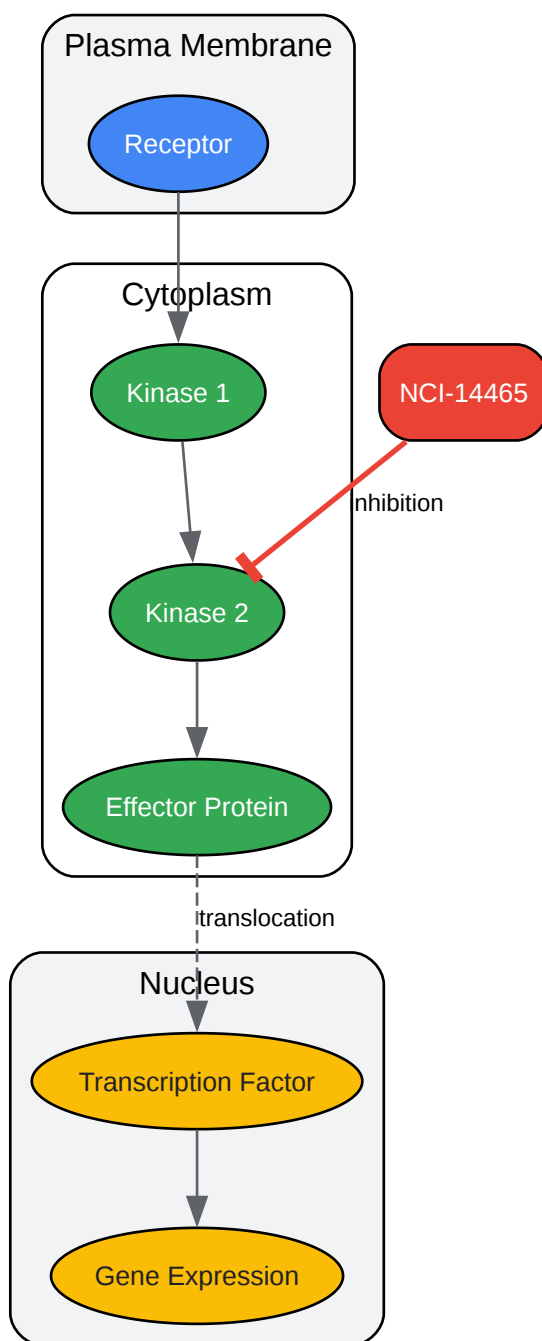 Plasma Membrane
Receptor
Cytoplasm
Kinase 1
NCI-14465
inhibition
Kinase 2
Effector Protein
translocation
Nucleus
Transcription Factor
Gene Expression